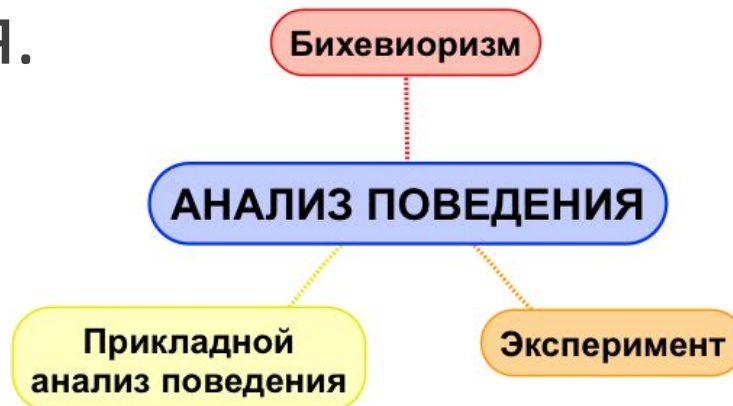 я.
Бихевиоризм
АНАЛИЗ ПОВЕДЕНИЯ
Прикладной
анализ поведения
Эксперимент